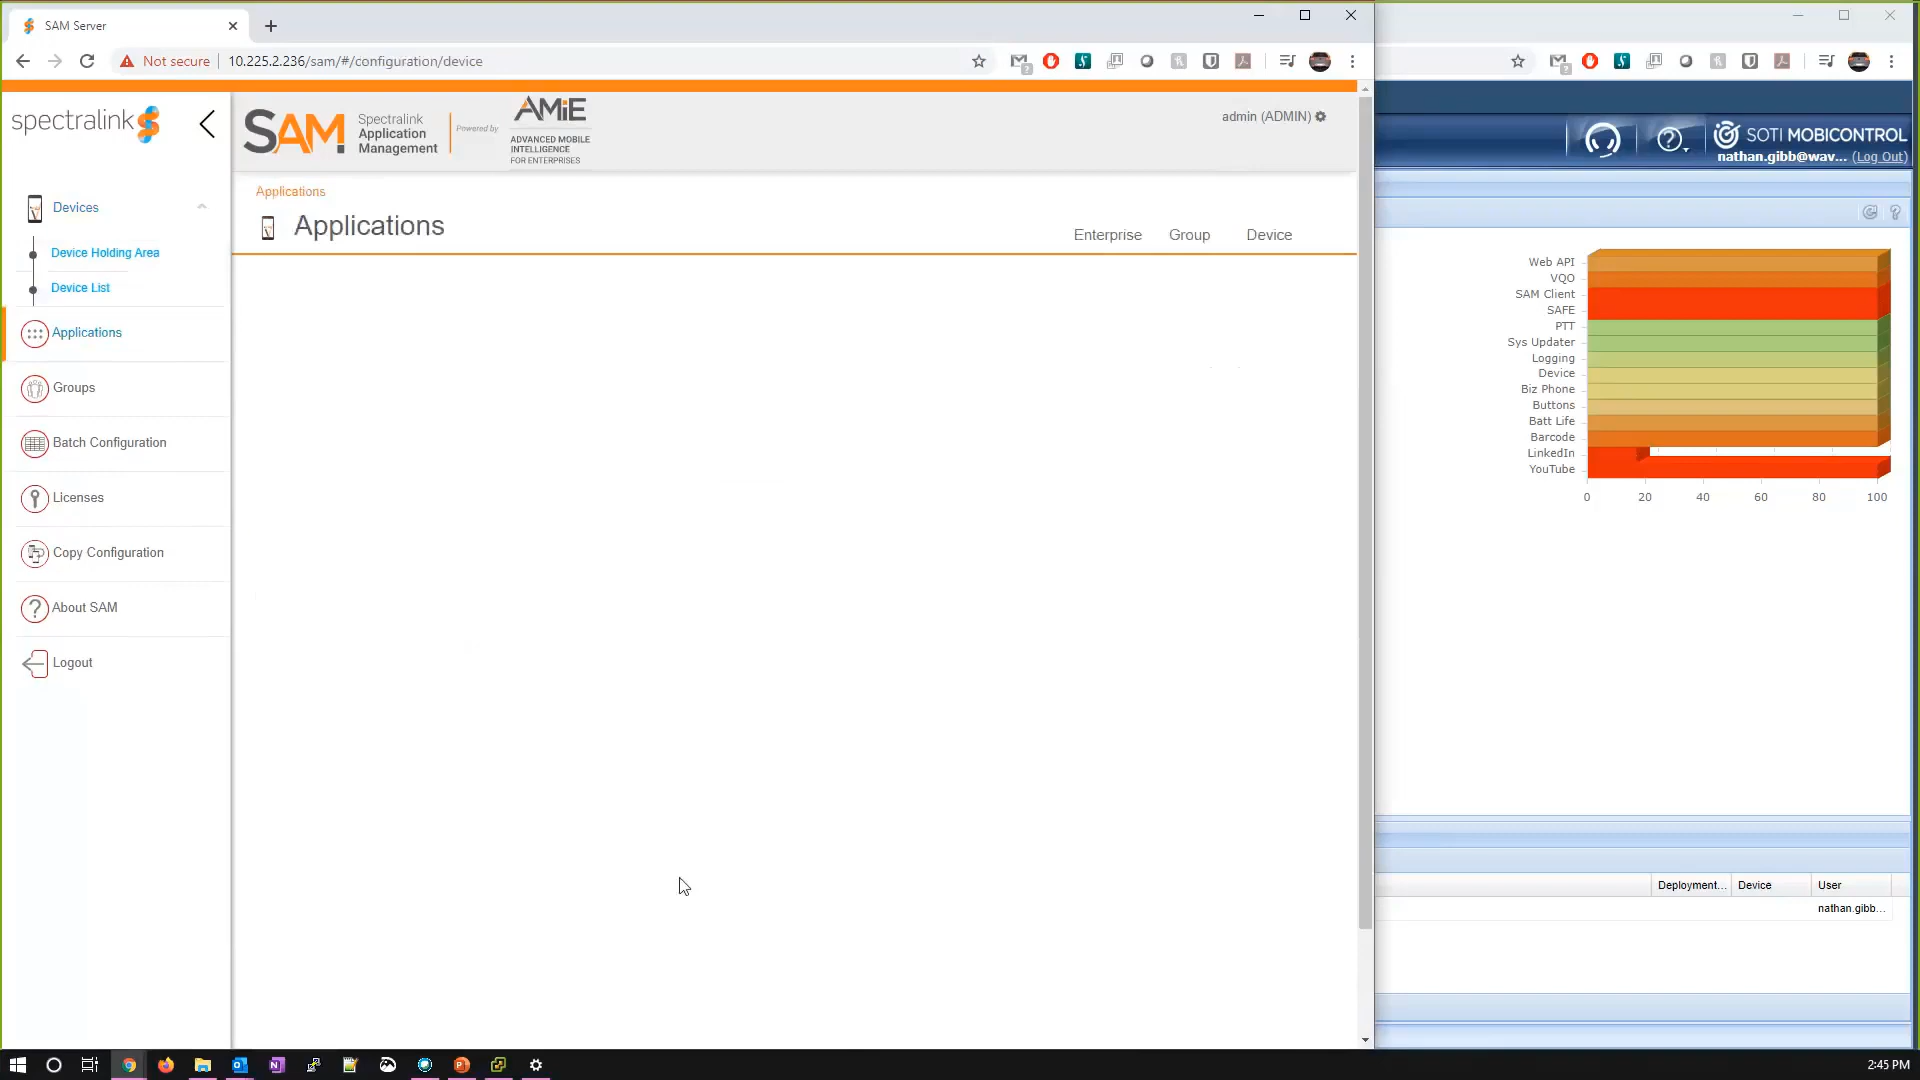 SAM Server
Not secure
10.225.2.236/sam/#/configuration/device
spectralink
SAM
Spectralink
Application
Management
Powered by
AMiE
ADVANCED MOBILE
INTELLIGENCE
FOR ENTERPRISES
admin (ADMIN)
Devices
Device Holding Area
Device List
Applications
Groups
Batch Configuration
Licenses
Copy Configuration
About SAM
Logout
Applications
Applications
Enterprise
Group
Device
SOTI MOBICONTROL
nathan.gibb@wav... (Log Out)
Web API
VQO
SAM Client
SAFE
PTT
Sys Updater
Logging
Device
Biz Phone
Buttons
Batt Life
Barcode
LinkedIn
YouTube
0 20 40 60 80 100
Deployment... Device User
nathan.gibb...
2:45 PM